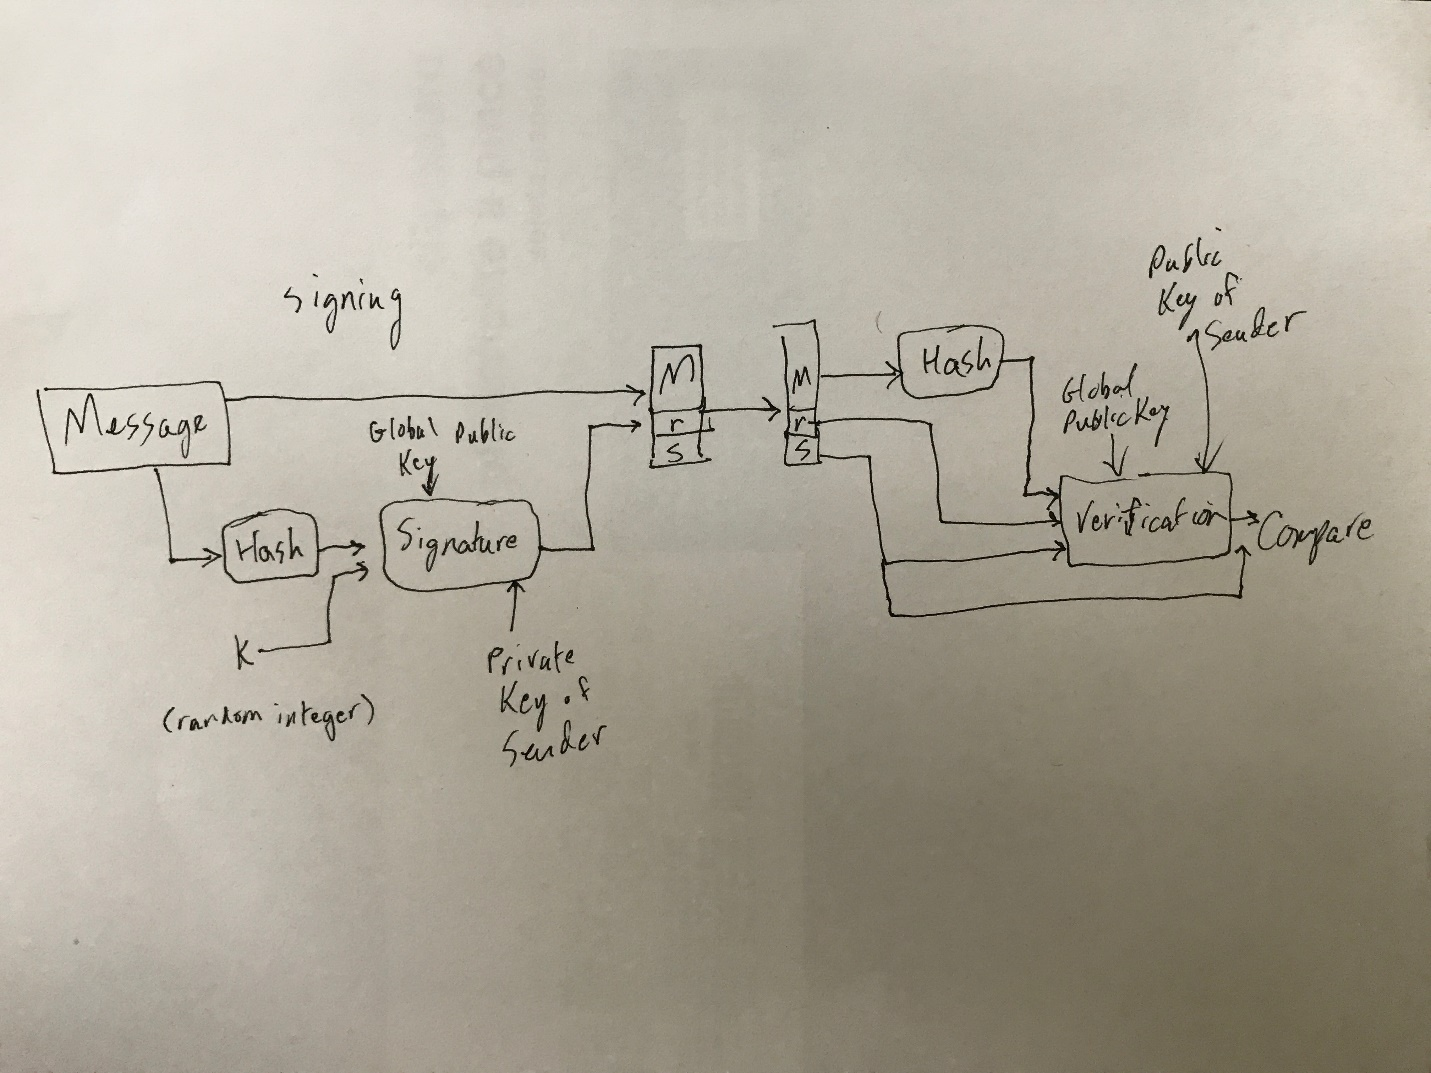 Signing
Message
Hash
K
(random integer)
Global Public
Key
Signature
Private
Key of
Sender
M
r
S
M
r
S
Hash
Global
Public Key
Public
Key of
Sender
Verification
Compare